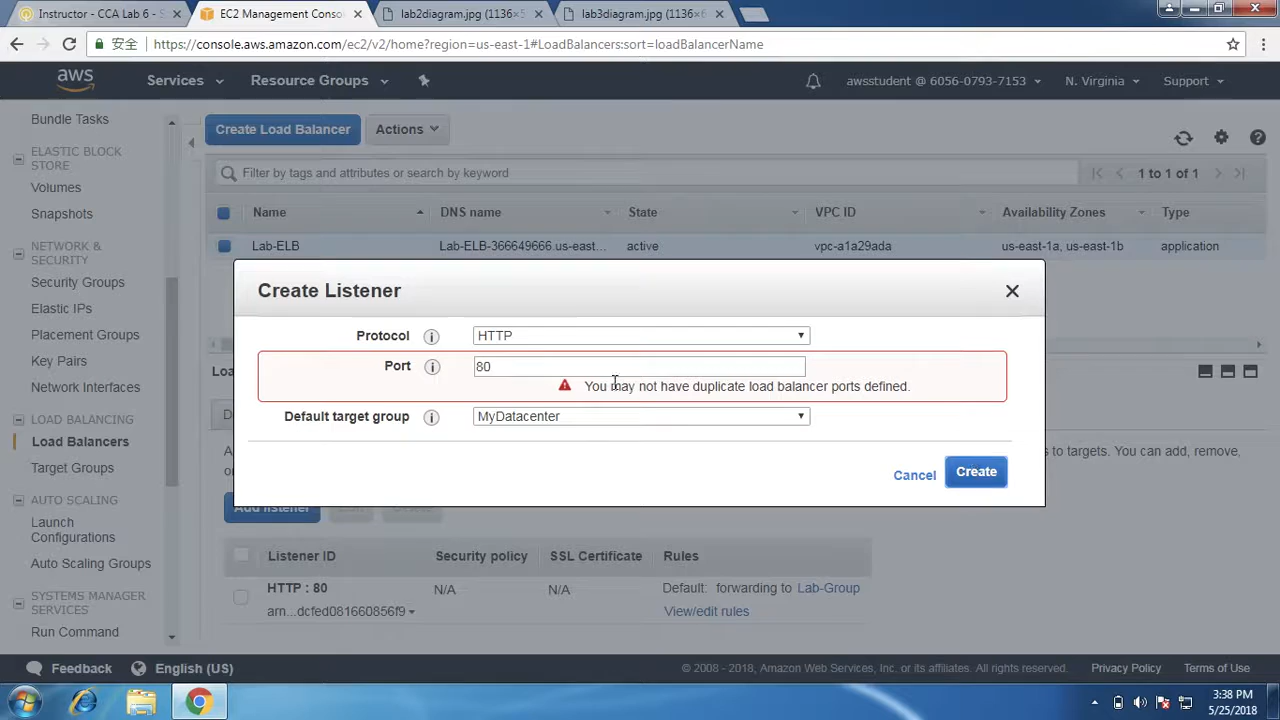 Instructor - CCA Lab 6 - S
EC2 Management Conso
lab2diagram.jpg (1136×5
lab3diagram.jpg (1136×6
安全
https://console.aws.amazon.com/ec2/v2/home?region=us-east-1#LoadBalancers:sort=loadBalancerName
aws
Services
Resource Groups
awsstudent @ 6056-0793-7153
N. Virginia
Support
Bundle Tasks
ELASTIC BLOCK
STORE
Volumes
Snapshots
NETWORK &
SECURITY
Security Groups
Elastic IPs
Placement Groups
Key Pairs
Network Interfaces
LOAD BALANCING
Load Balancers
Target Groups
AUTO SCALING
Launch
Configurations
Auto Scaling Groups
SYSTEMS MANAGER
SERVICES
Run Command
Create Load Balancer
Actions
Filter by tags and attributes or search by keyword
1 to 1 of 1
Name
DNS name
State
VPC ID
Availability Zones
Type
Lab-ELB
Lab-ELB-366649666.us-east...
active
vpc-a1a29ada
us-east-1a, us-east-1b
application
Create Listener
Protocol
HTTP
Port
80
You may not have duplicate load balancer ports defined.
Default target group
MyDatacenter
Cancel
Create
s to targets. You can add, remove,
Add listener
Listener ID
Security policy
SSL Certificate
Rules
HTTP : 80
N/A
N/A
Default: forwarding to Lab-Group
arn...dcfed081660856f9
View/edit rules
Feedback
English (US)
© 2008 - 2018, Amazon Web Services, Inc. or its affiliates. All rights reserved.
Privacy Policy
Terms of Use
3:38 PM
5/25/2018